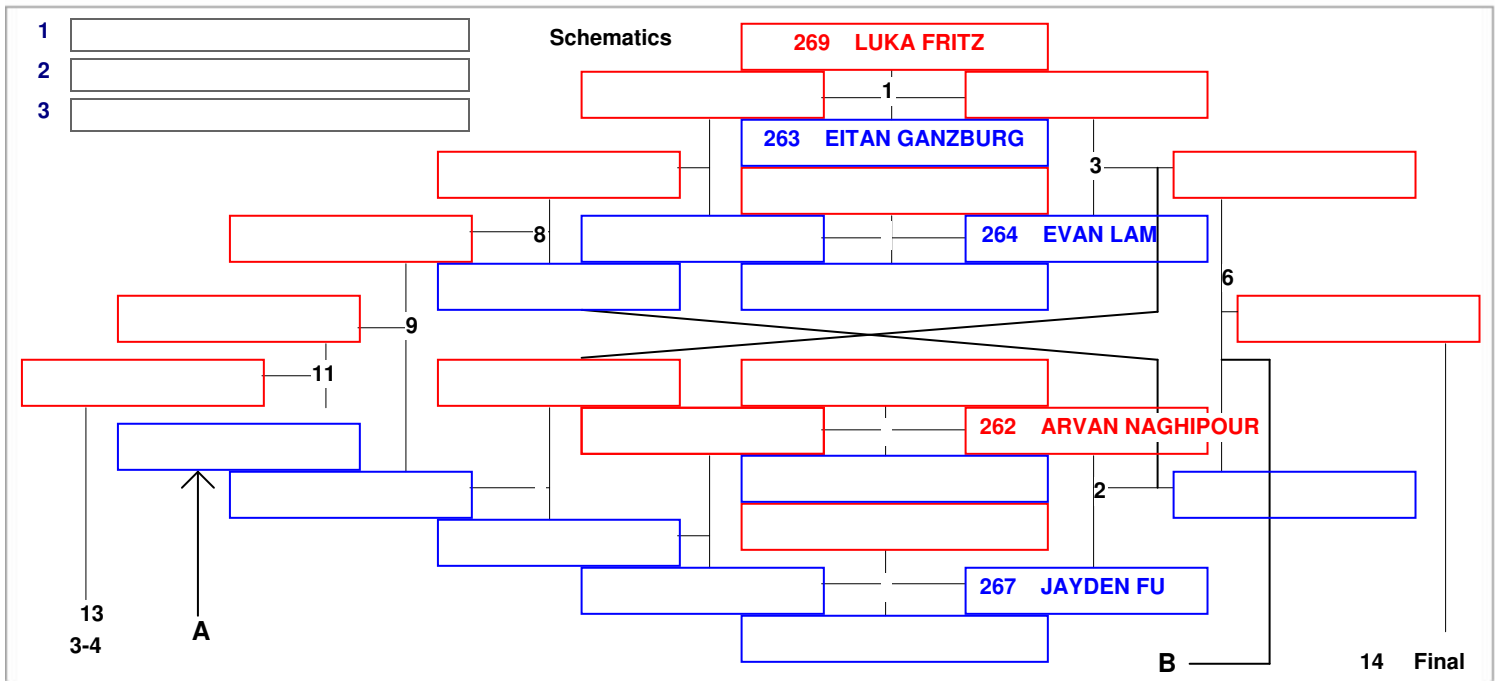 1
Schematics
269 LUKA FRITZ
2
1
3
263 EITAN GANZBURG
3
8
264 EVAN LAM
6
9
11
262 ARVAN NAGHIPOUR
2
267 JAYDEN FU
13
A
3-4
B
14 Final